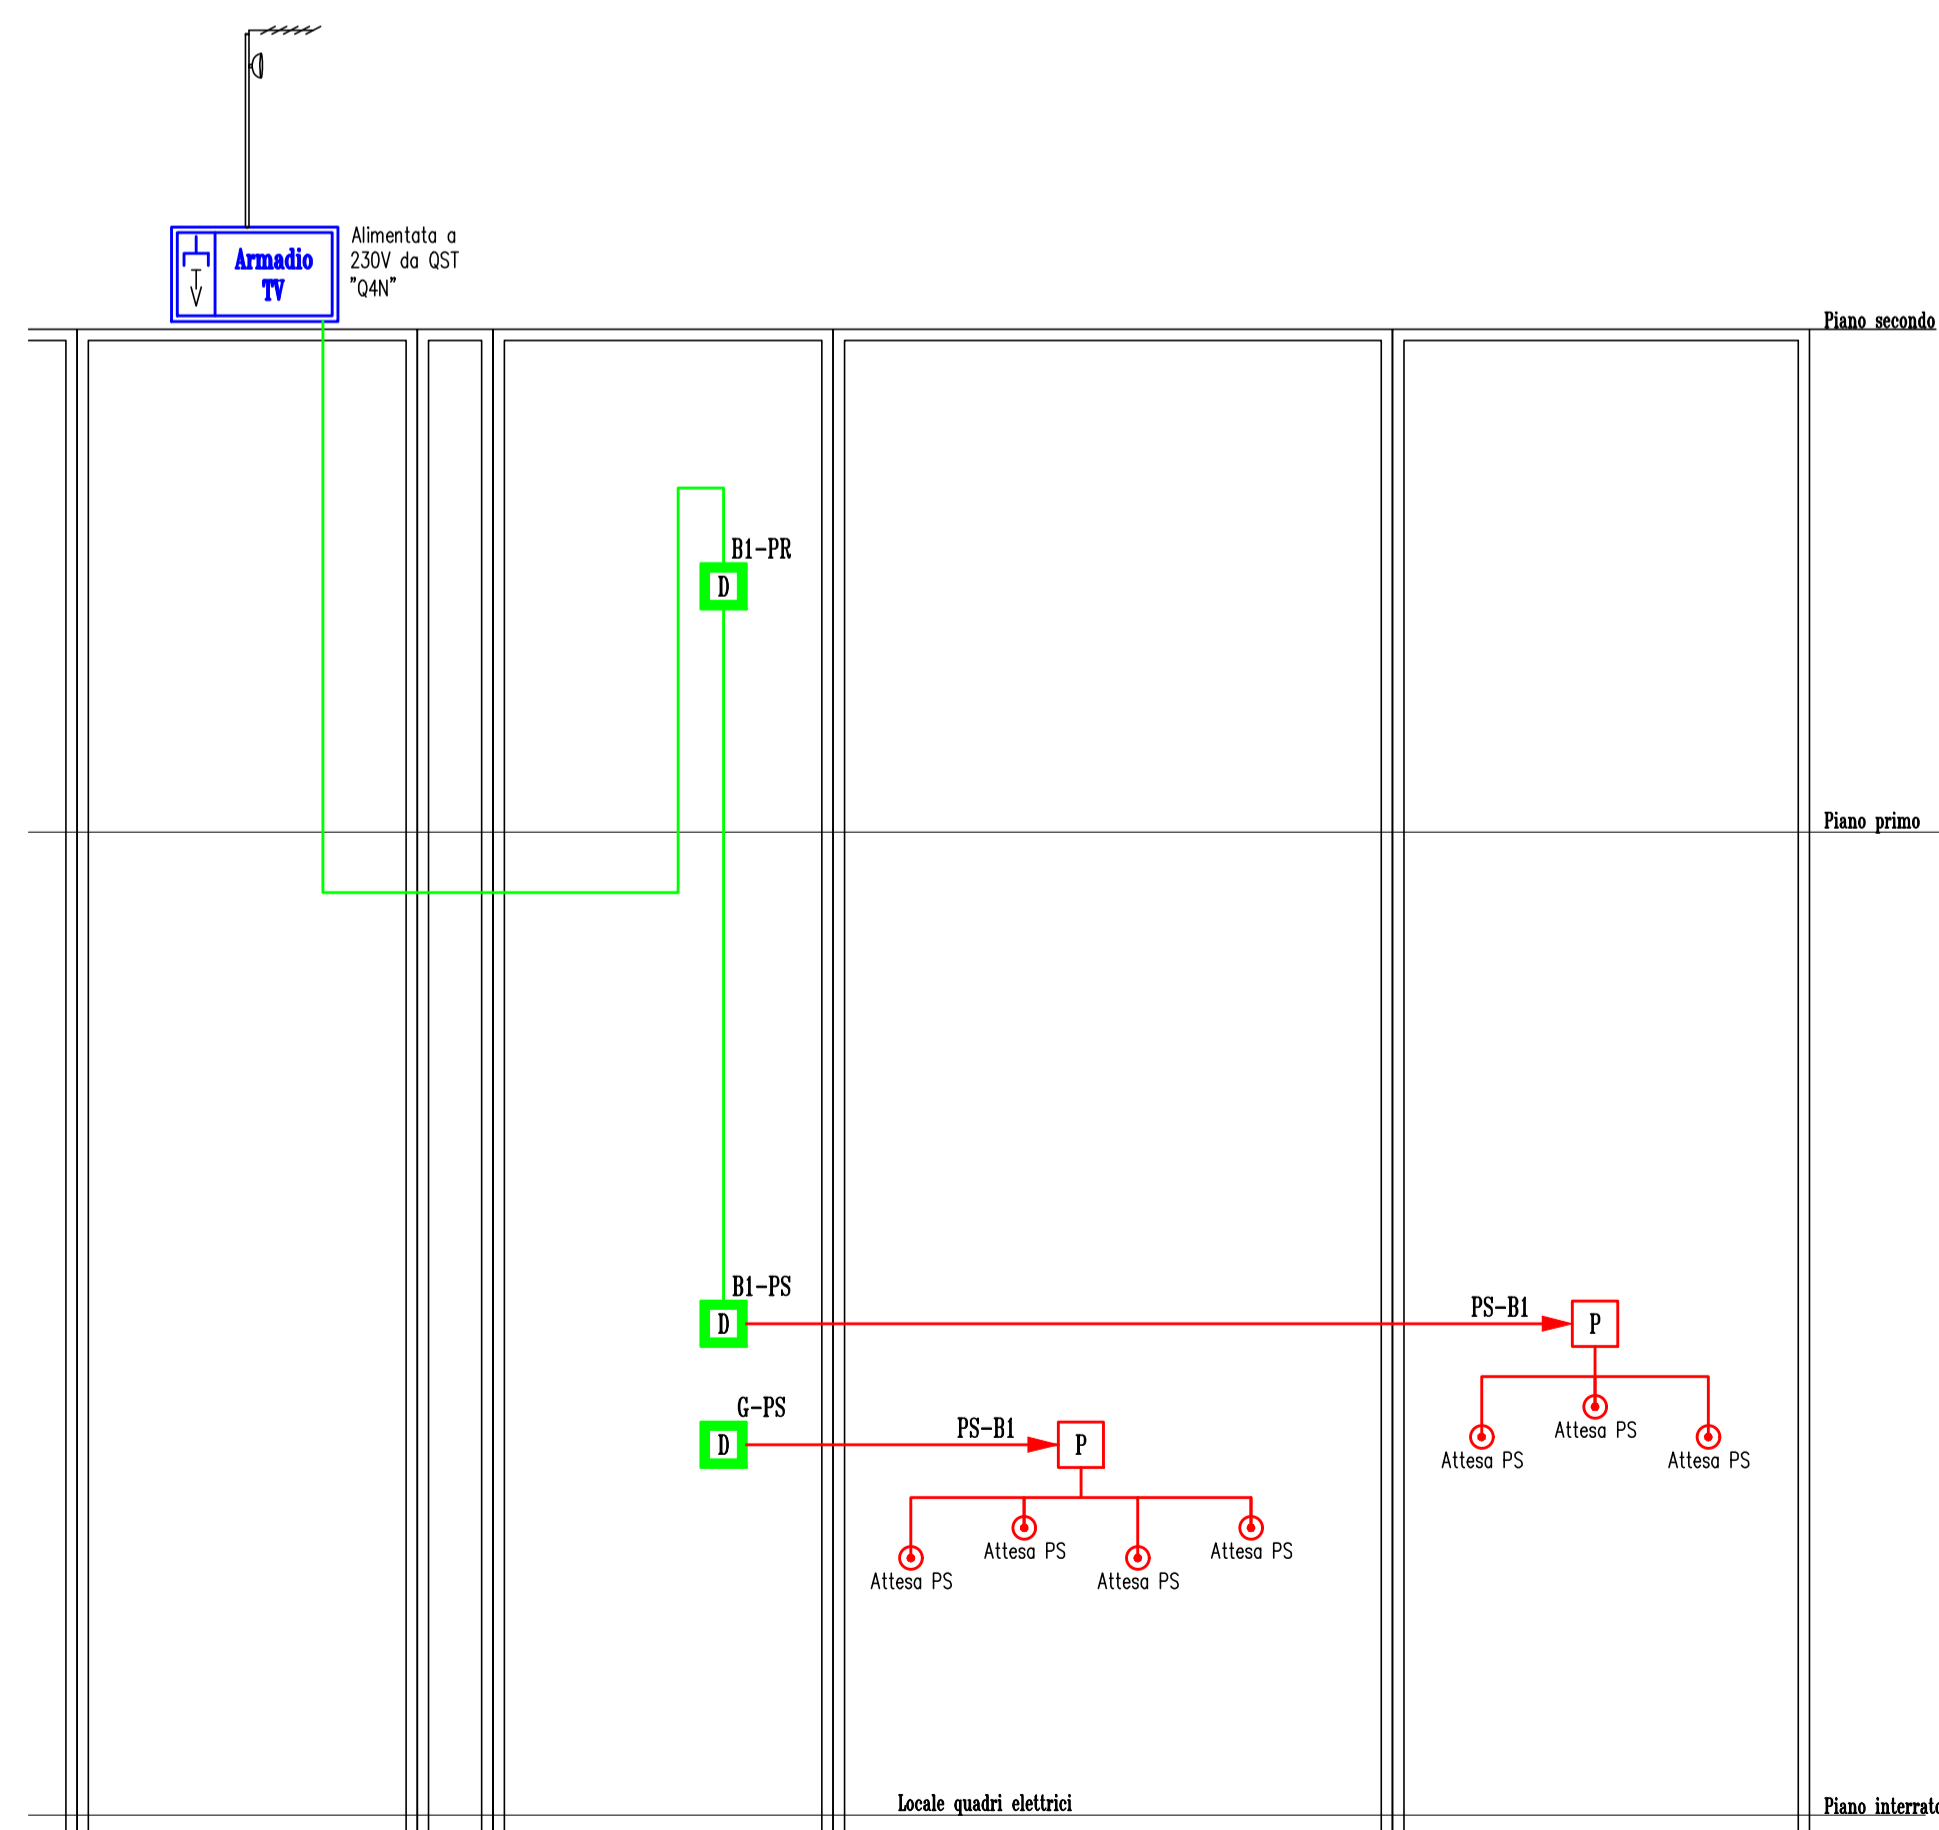 Alimentata a
230V da QST
"Q4N"
Armadio
TV
T
V
Piano secondo
B1-PR
D
Piano primo
B1-PS
D
PS-B1
P
Attesa PS
Attesa PS
Attesa PS
G-PS
D
PS-B1
P
Attesa PS
Attesa PS
Attesa PS
Attesa PS
Locale quadri elettrici
Piano interrato